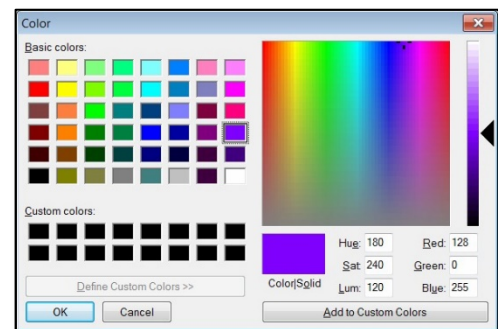 Color
Basic colors:
Custom colors:
Define Custom Colors >>
OK Cancel
Color|Solid
Hue: 180 Red: 128
Sat: 240 Green: 0
Lum: 120 Blue: 255
Add to Custom Colors